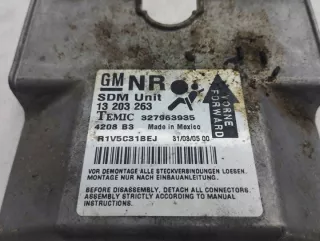 GM NR
SDM Unit
13 203 263
TEMIC 327963935
4208 B3 Made in Mexico
R1V5C318EJ 31/03/05 00
VORNE
FORWARD
VOR DEMONTAGE ALLE STECKVERBINDUNGEN LOESEN.
MONTAGE NUR NACH EINBAUANLEITUNG.
BEFORE DISASSEMBLY, DETACH ALL CONNECTORS.
ASSEMBLE STRICTLY ACCORDING TO MANUAL
INSTRUCTIONS.